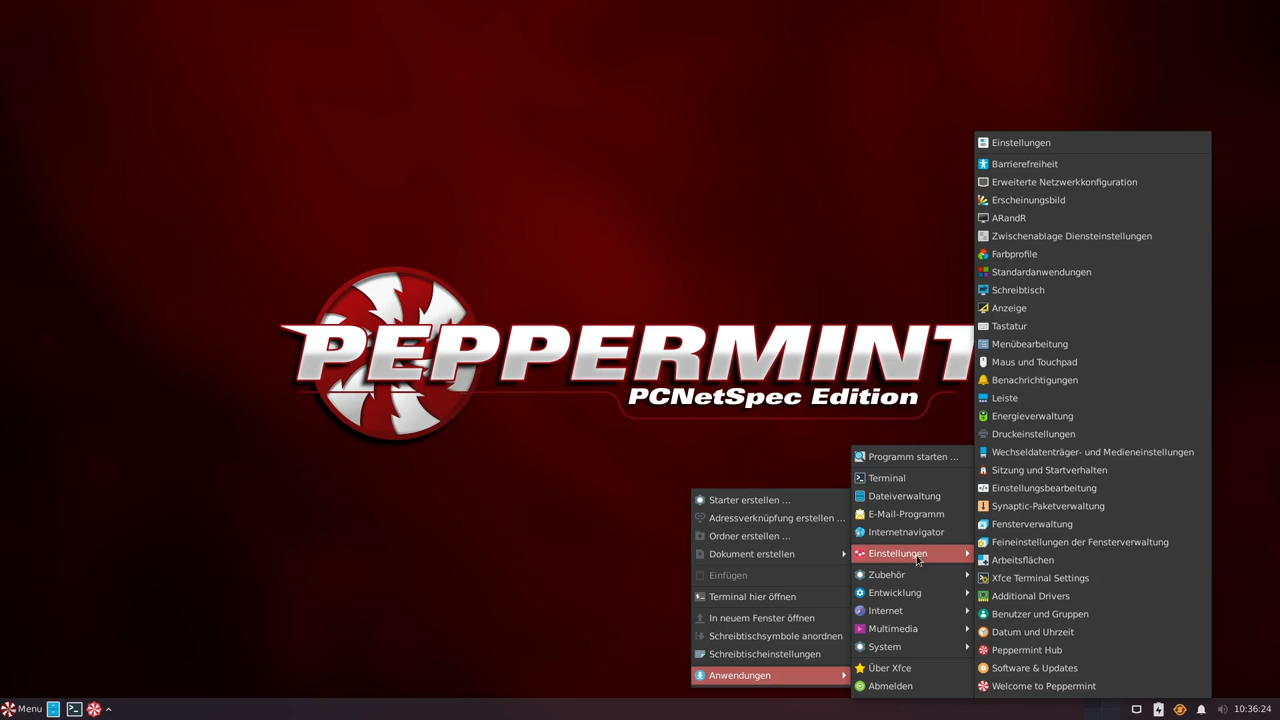 PEPPERMINT
PCNetSpec Edition
Starter erstellen ...
Adressverknüpfung erstellen ...
Ordner erstellen ...
Dokument erstellen
Einfügen
Terminal hier öffnen
In neuem Fenster öffnen
Schreibtischsymbole anordnen
Schreibtischeinstellungen
Anwendungen
Programm starten ...
Terminal
Dateiverwaltung
E-Mail-Programm
Internetnavigator
Einstellungen
Zubehör
Entwicklung
Internet
Multimedia
System
Über Xfce
Abmelden
Einstellungen
Barrierefreiheit
Erweiterte Netzwerkkonfiguration
Erscheinungsbild
ARandR
Zwischenablage Diensteinstellungen
Farbprofile
Standardanwendungen
Schreibtisch
Anzeige
Tastatur
Menübearbeitung
Maus und Touchpad
Benachrichtigungen
Leiste
Energieverwaltung
Druckeinstellungen
Wechseldatenträger- und Medieneinstellungen
Sitzung und Startverhalten
Einstellungsbearbeitung
Synaptic-Paketverwaltung
Fensterverwaltung
Feineinstellungen der Fensterverwaltung
Arbeitsflächen
Xfce Terminal Settings
Additional Drivers
Benutzer und Gruppen
Datum und Uhrzeit
Peppermint Hub
Software & Updates
Welcome to Peppermint
Menu
10:36:24